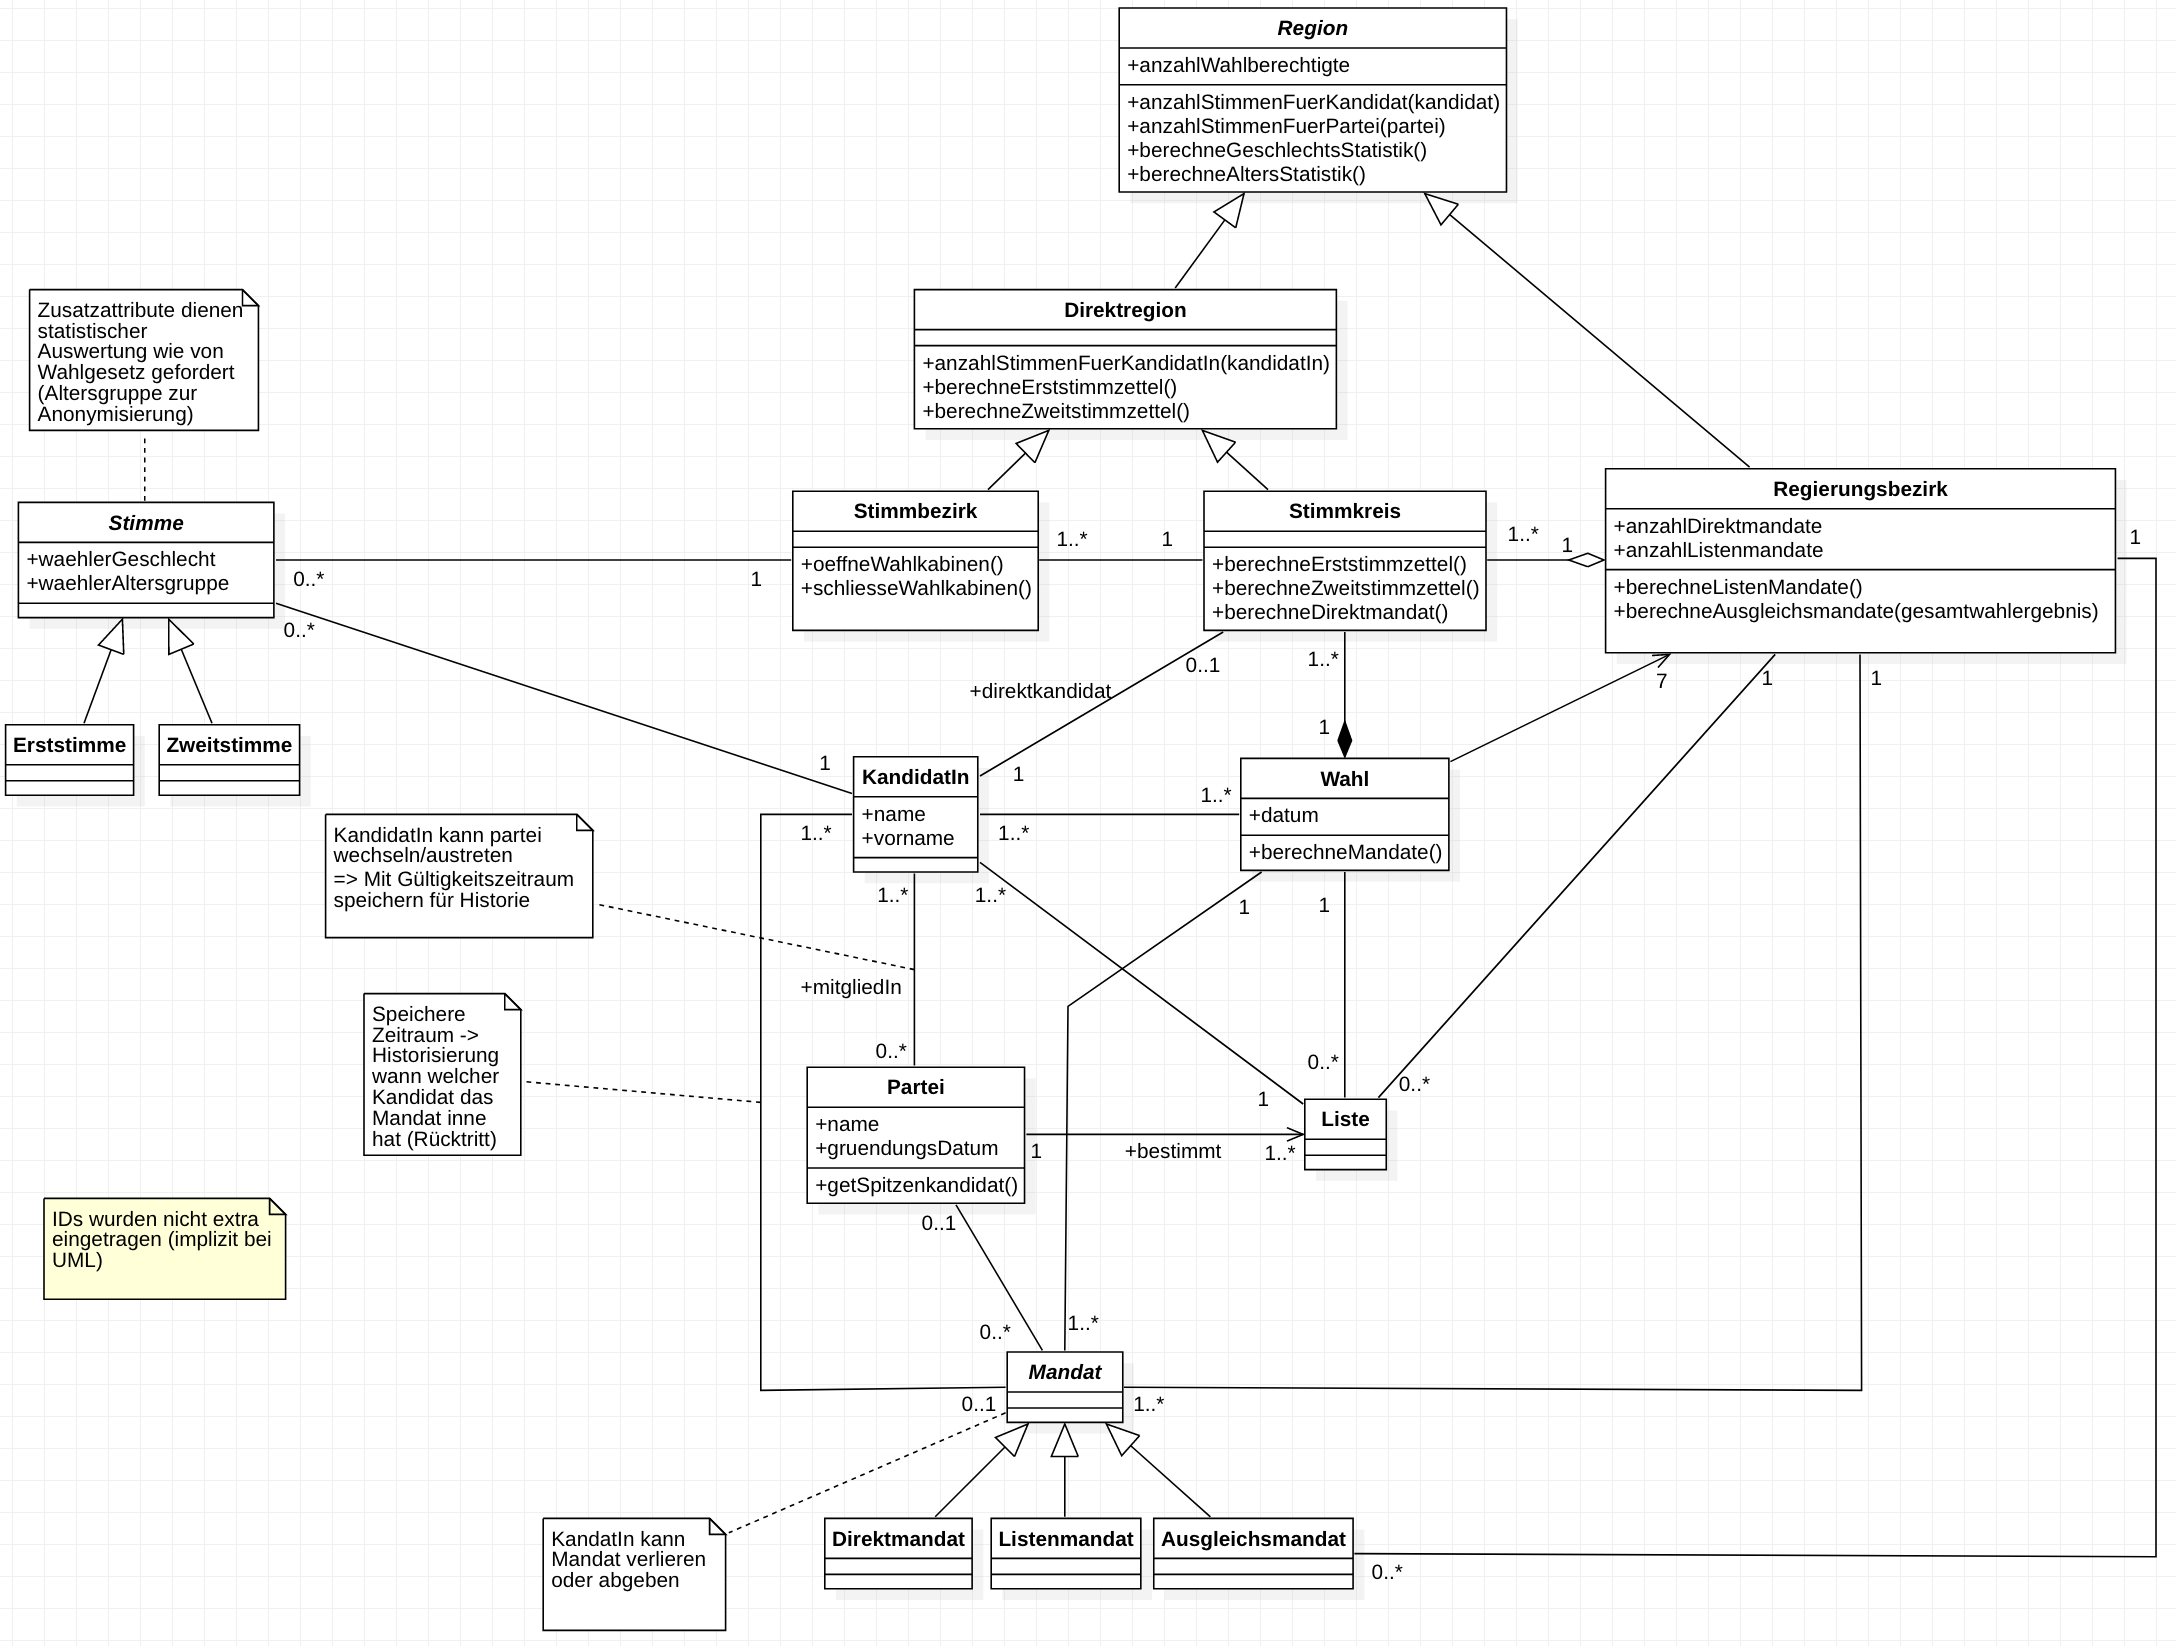 Region
+anzahlWahlberechtigte
+anzahlStimmenFuerKandidat(kandidat)
+anzahlStimmenFuerPartei(partei)
+berechneGeschlechtsStatistik()
+berechneAltersStatistik()
Zusatzattribute dienen
statistischer
Auswertung wie von
Wahlgesetz gefordert
(Altersgruppe zur
Anonymisierung)
Direktregion
+anzahlStimmenFuerKandidatIn(kandidatIn)
+berechneErststimmzettel()
+berechneZweitstimmzettel()
Stimme
+waehlerGeschlecht
+waehlerAltersgruppe
0..*
1
0..*
Stimmbezirk
+oeffneWahlkabinen()
+schliesseWahlkabinen()
1..*
1
Stimmkreis
+berechneErststimmzettel()
+berechneZweitstimmzettel()
+berechneDirektmandat()
1..*
1
Regierungsbezirk
+anzahlDirektmandate
+anzahlListenmandate
+berechneListenMandate()
+berechneAusgleichsmandate(gesamtwahlergebnis)
1
0..1
+direktkandidat
1..*
1
7
1
1
Erststimme
Zweitstimme
1
KandidatIn
+name
+vorname
1
1..*
1..*
1..*
1..*
1..*
Wahl
+datum
+berechneMandate()
1
1
KandidatIn kann partei
wechseln/austreten
=> Mit Gültigkeitszeitraum
speichern für Historie
+mitgliedIn
0..*
Speichere
Zeitraum ->
Historisierung
wann welcher
Kandidat das
Mandat inne
hat (Rücktritt)
0..*
0..*
1
Partei
+name
+gruendungsDatum
+getSpitzenkandidat()
1
+bestimmt
1..*
Liste
IDs wurden nicht extra
eingetragen (implizit bei
UML)
0..1
0..*
1..*
Mandat
0..1
1..*
KandatIn kann
Mandat verlieren
oder abgeben
Direktmandat
Listenmandat
Ausgleichsmandat
0..*